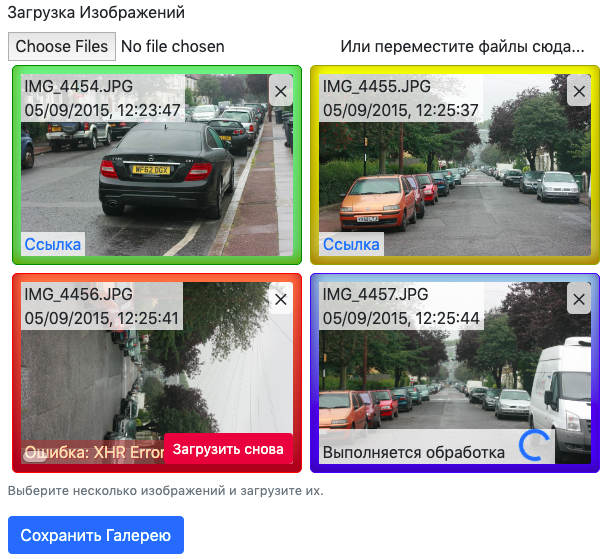 Загрузка Изображений
Choose Files No file chosen Или переместите файлы сюда...
IMG_4454.JPG
05/09/2015, 12:23:47
WF62 DGX
Ссылка
IMG_4455.JPG
05/09/2015, 12:25:37
Ссылка
IMG_4456.JPG
05/09/2015, 12:25:41
Ошибка: XHR Error
Загрузить снова
IMG_4457.JPG
05/09/2015, 12:25:44
Выполняется обработка
Выберите несколько изображений и загрузите их.
Сохранить Галерею